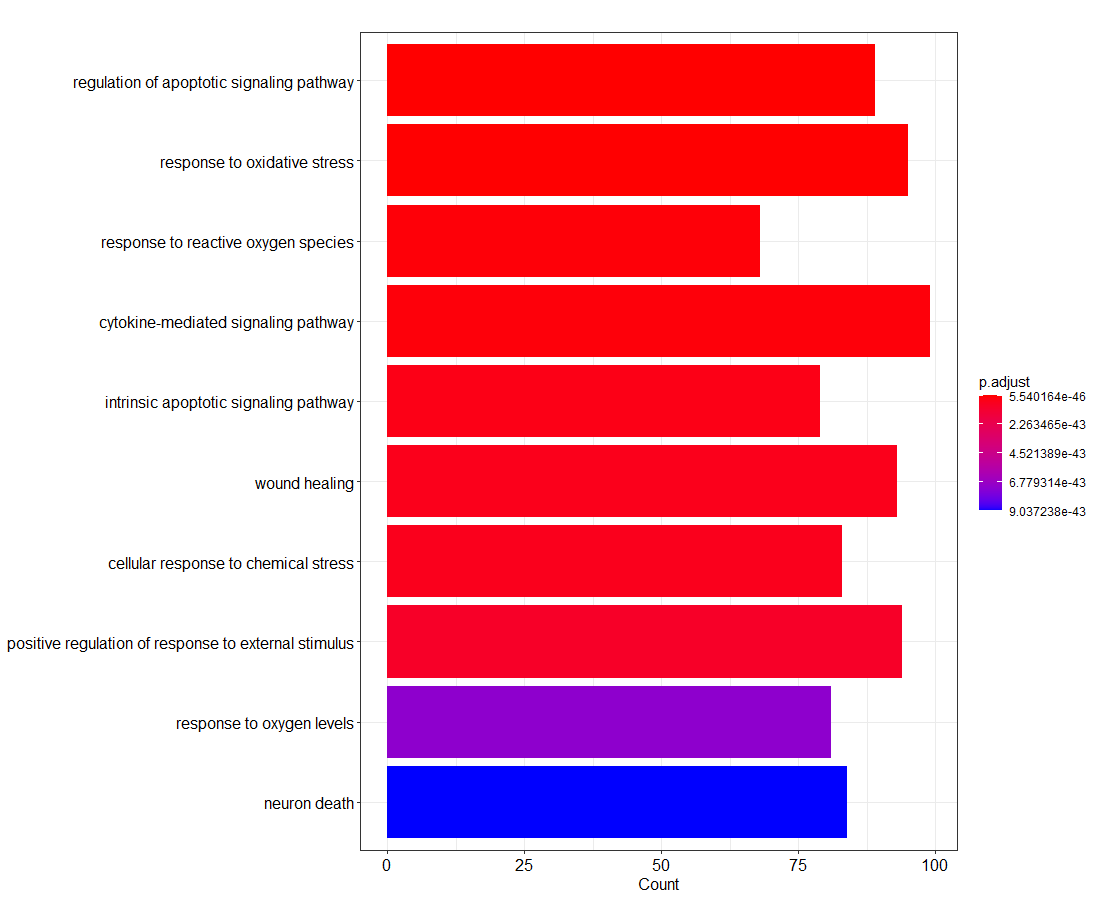 regulation of apoptotic signaling pathway
response to oxidative stress
response to reactive oxygen species
cytokine-mediated signaling pathway
intrinsic apoptotic signaling pathway
wound healing
cellular response to chemical stress
positive regulation of response to external stimulus
response to oxygen levels
neuron death
0 25 50 75 100
Count
p.adjust
5.540164e-46
2.263465e-43
4.521389e-43
6.779314e-43
9.037238e-43